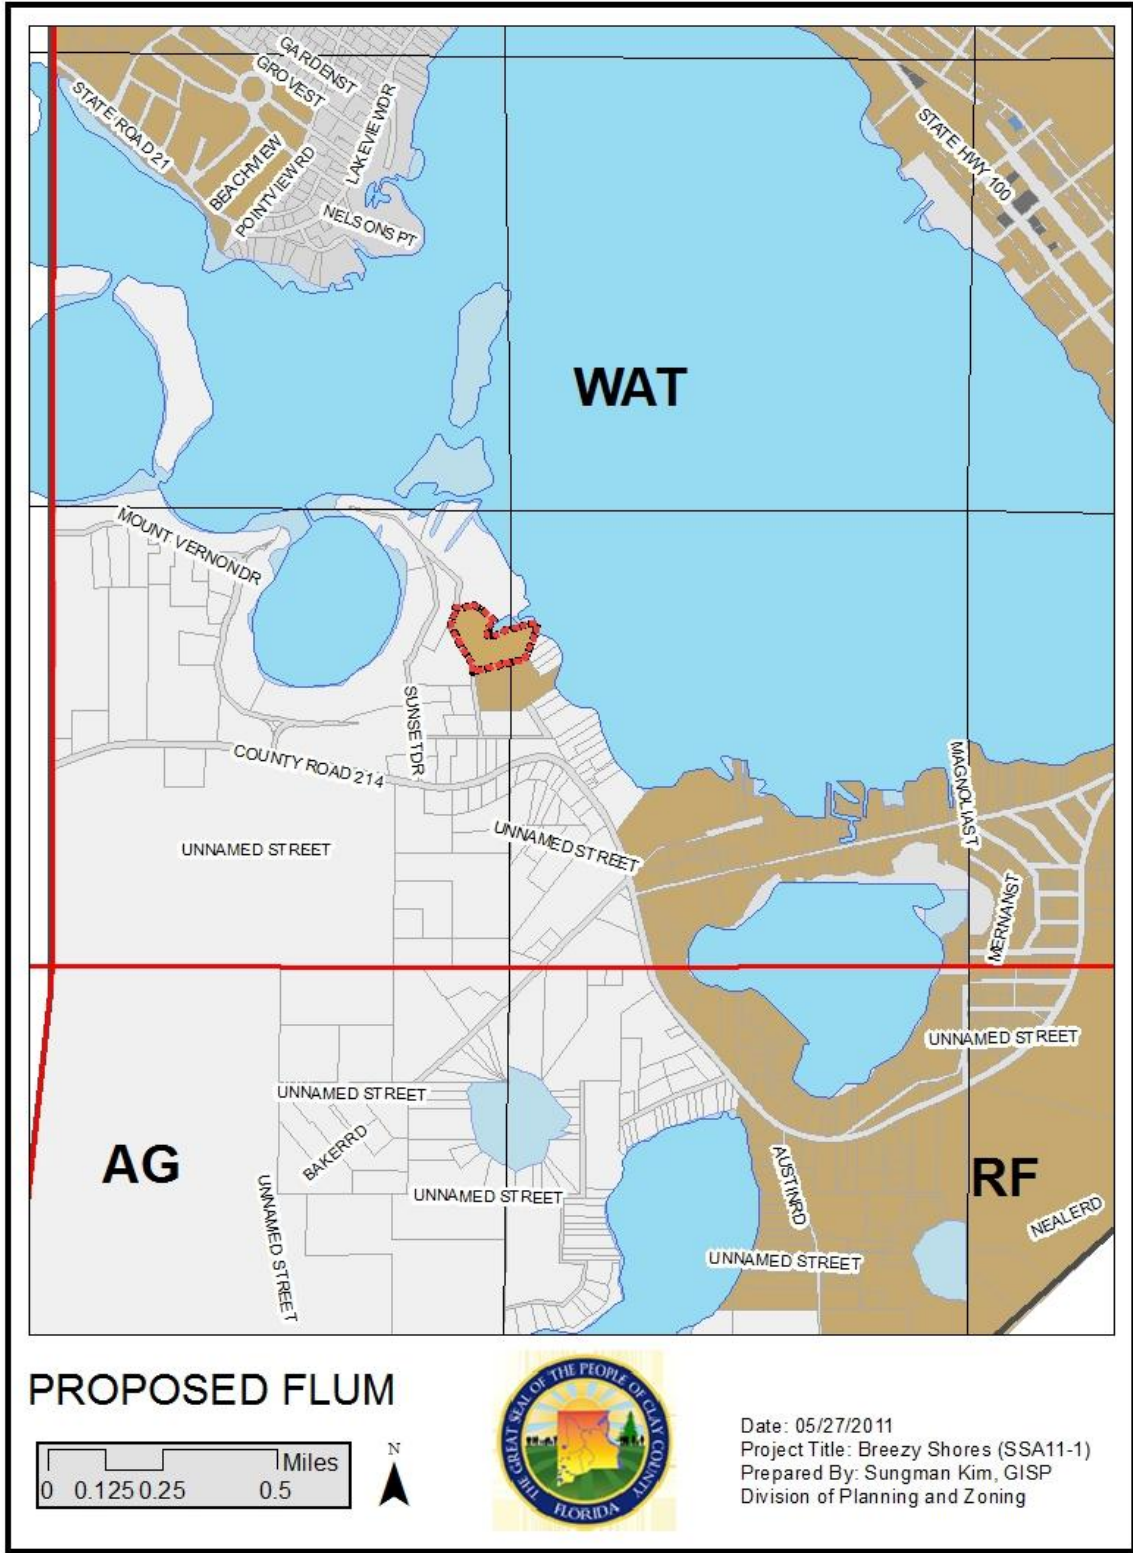 GARDENST
GROVEST
STATE ROAD 21
LAKEVIEWDR
BEACHVIEW
POINTVIEWRD
NELSONS PT
STATE HWY 100
WAT
MOUNT VERNONDR
SUNSETDR
COUNTY ROAD 214
MAGNOLIAST
UNNAMED STREET
UNNAMED STREET
MERNANST
UNNAMED STREET
UNNAMED STREET
BAKERRD
AG
UNNAMED STREET
UNNAMED STREET
AUSTINRD
RF
NEALERD
UNNAMED STREET
PROPOSED FLUM
Miles
0 0.125 0.25 0.5
N
THE GREAT SEAL OF THE PEOPLE OF CLAY COUNTY
FLORIDA
Date: 05/27/2011
Project Title: Breezy Shores (SSA11-1)
Prepared By: Sungman Kim, GISP
Division of Planning and Zoning